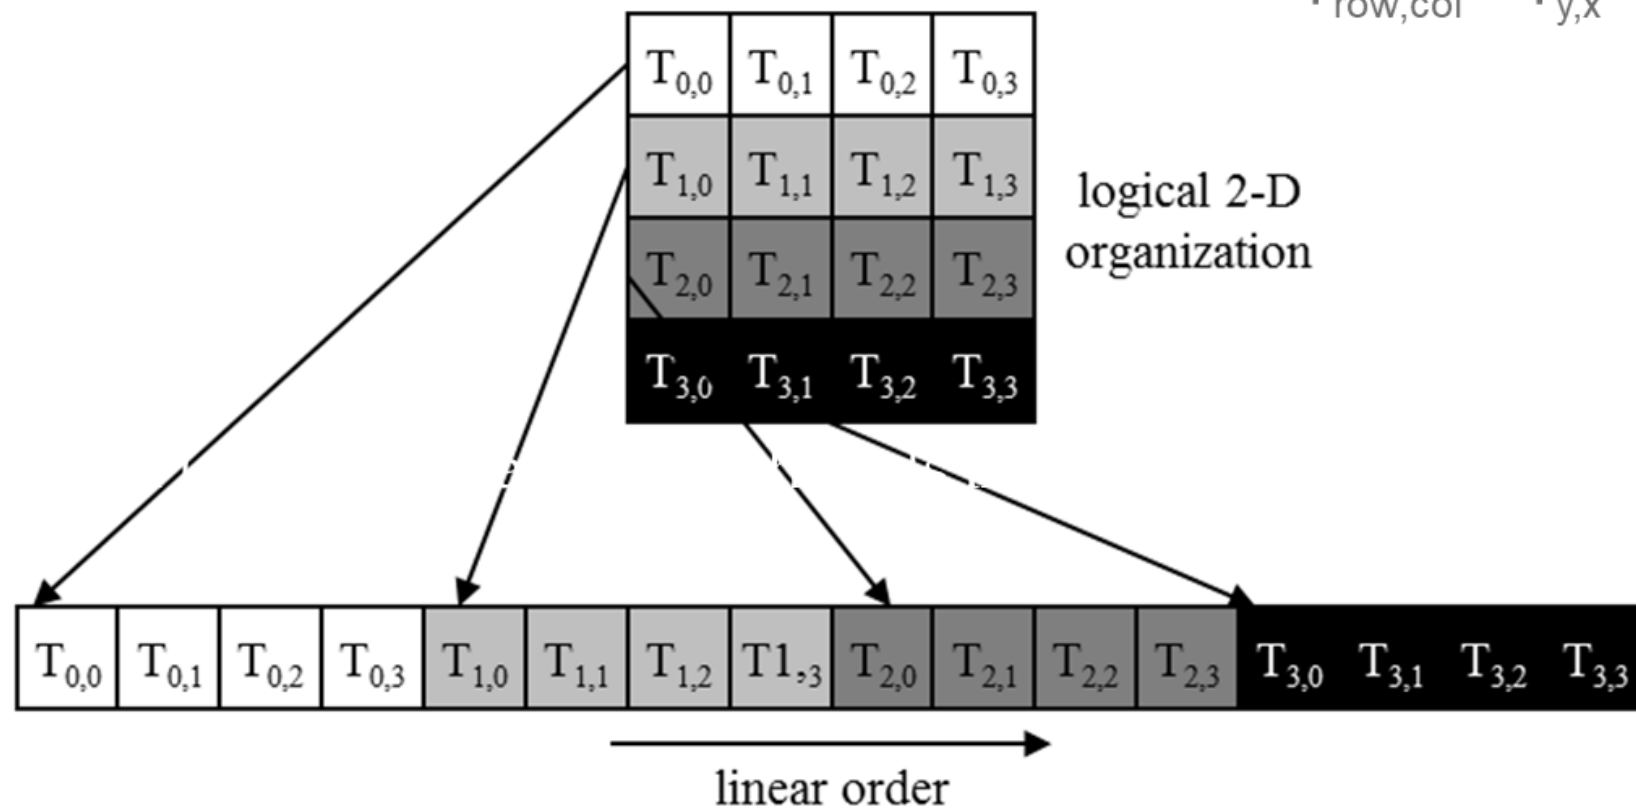 T row,col T y,x
T0,0 T0,1 T0,2 T0,3
T1,0 T1,1 T1,2 T1,3
T2,0 T2,1 T2,2 T2,3
T3,0 T3,1 T3,2 T3,3
logical 2-D
organization
T0,0 T0,1 T0,2 T0,3 T1,0 T1,1 T1,2 T1,3 T2,0 T2,1 T2,2 T2,3 T3,0 T3,1 T3,2 T3,3
linear order